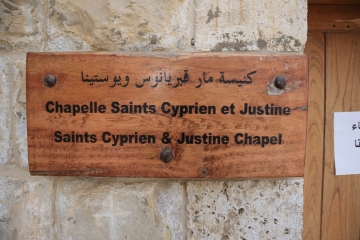 كنيسة مار قبريانوس ويوستينا
Chapelle Saints Cyprien et Justine
Saints Cyprien & Justine Chapel